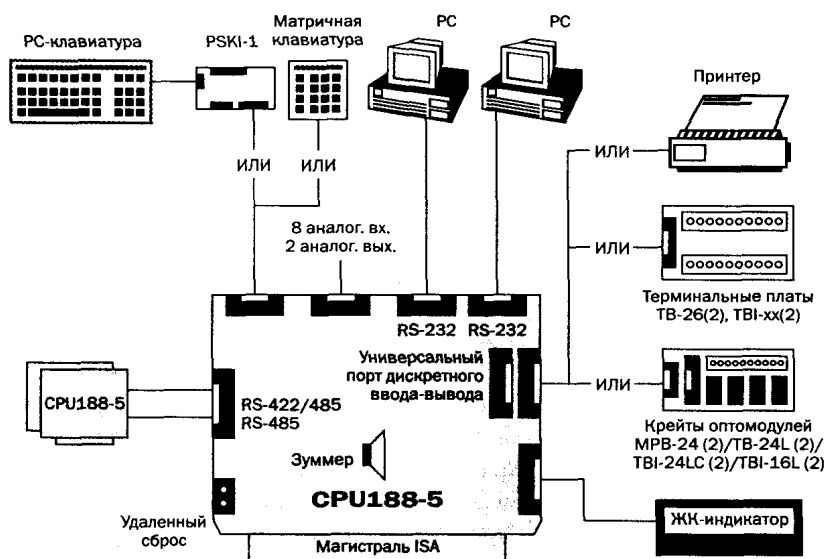 PC-клавиатура
PSKI-1
Матричная
клавиатура
PC
PC
Принтер
ИЛИ
ИЛИ
ИЛИ
8 аналог. вх.
2 аналог. вых.
ИЛИ
Терминальные платы
ТВ-26(2), TBI-xx(2)
RS-232
RS-232
Универсальный
порт дискретного
ввода-вывода
ИЛИ
CPU188-5
RS-422/485
RS-485
Крейты оптомодулей
МРВ-24 (2)/ТВ-24L (2)/
TBI-24LC (2)/TBI-16L (2)
Зуммер
CPU188-5
Удаленный
сброс
Магистраль ISA
ЖК-индикатор